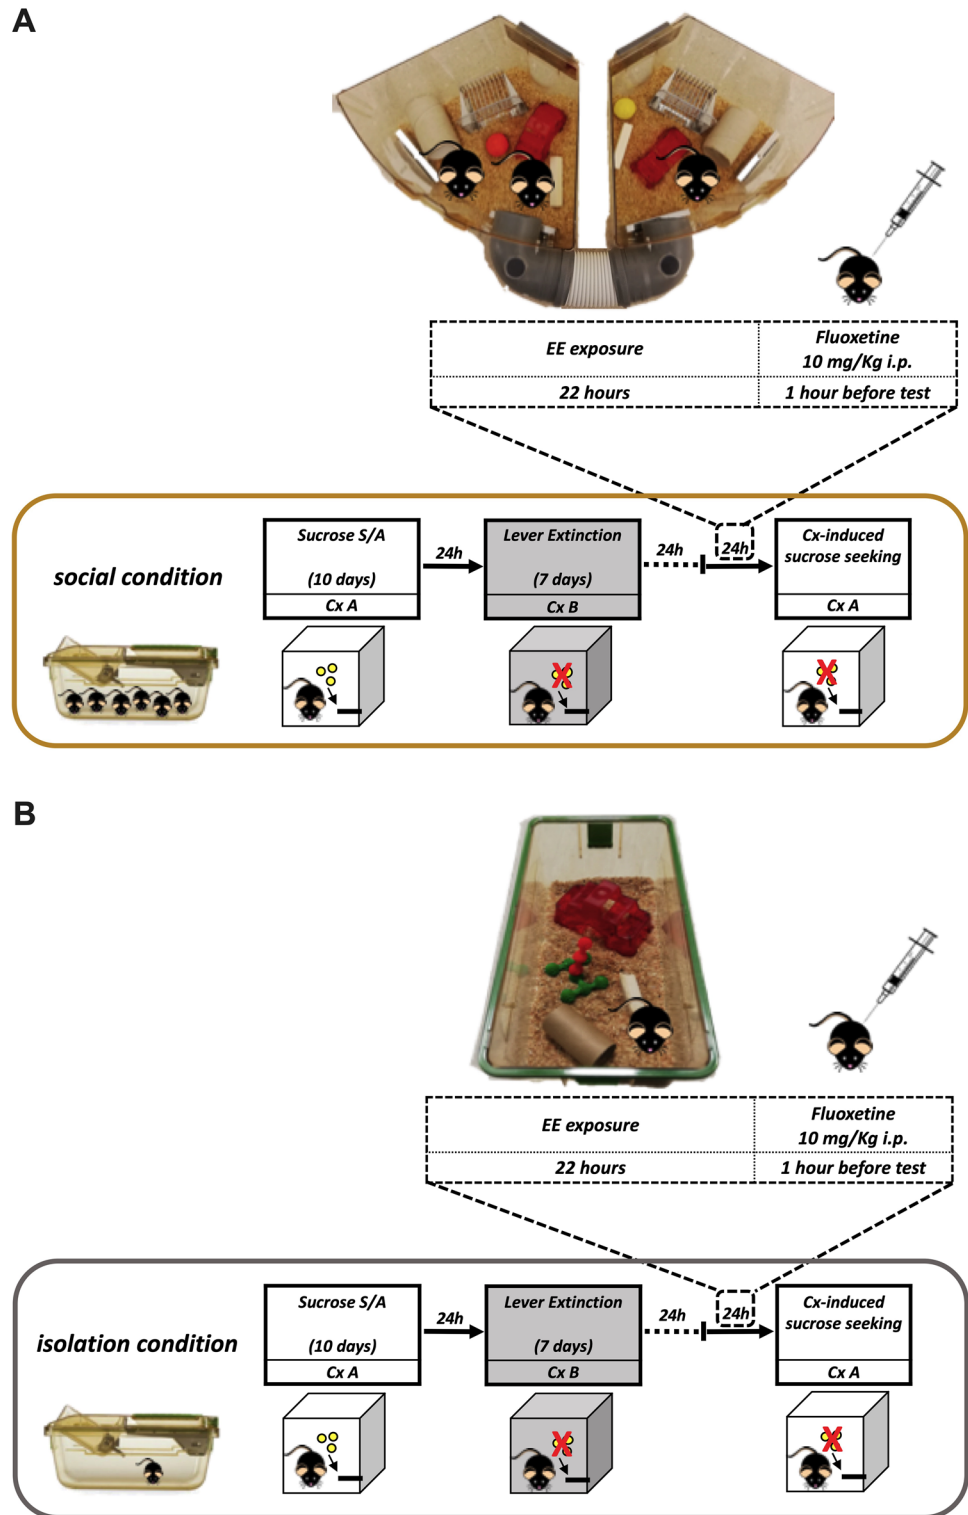 A
EE exposure
Fluoxetine
10 mg/Kg i.p.
22 hours
1 hour before test
social condition
Sucrose S/A
(10 days)
Cx A
24h
Lever Extinction
(7 days)
Cx B
24h
24h
Cx-induced
sucrose seeking
Cx A
B
EE exposure
Fluoxetine
10 mg/Kg i.p.
22 hours
1 hour before test
isolation condition
Sucrose S/A
(10 days)
Cx A
24h
Lever Extinction
(7 days)
Cx B
24h
24h
Cx-induced
sucrose seeking
Cx A